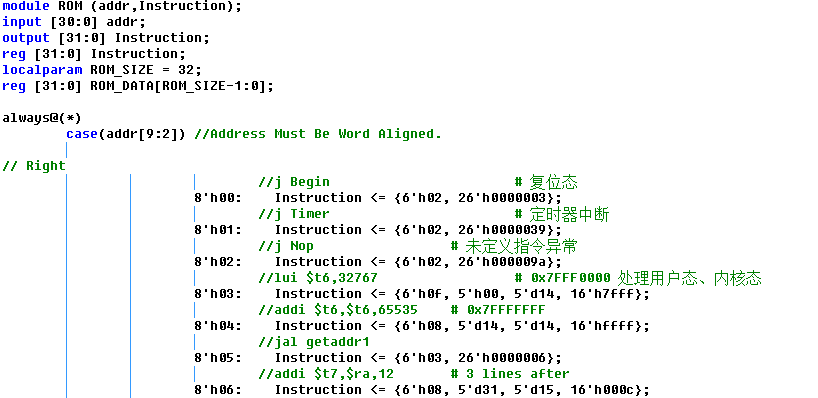 module ROM (addr,Instruction);
input [30:0] addr;
output [31:0] Instruction;
reg [31:0] Instruction;
localparam ROM_SIZE = 32;
reg [31:0] ROM_DATA[ROM_SIZE-1:0];
always@(*)
case(addr[9:2]) //Address Must Be Word Aligned.
// Right
//j Begin # 复位态
8'h00: Instruction <= {6'h02, 26'h0000003};
//j Timer # 定时器中断
8'h01: Instruction <= {6'h02, 26'h0000039};
//j Nop # 未定义指令异常
8'h02: Instruction <= {6'h02, 26'h000009a};
//lui $t6,32767 # 0x7FFF0000 处理用户态、内核态
8'h03: Instruction <= {6'h0f, 5'h00, 5'd14, 16'h7fff};
//addi $t6,$t6,65535 # 0x7FFFFFFF
8'h04: Instruction <= {6'h08, 5'd14, 5'd14, 16'hffff};
//jal getaddr1
8'h05: Instruction <= {6'h03, 26'h0000006};
//addi $t7,$ra,12 # 3 lines after
8'h06: Instruction <= {6'h08, 5'd31, 5'd15, 16'h000c};